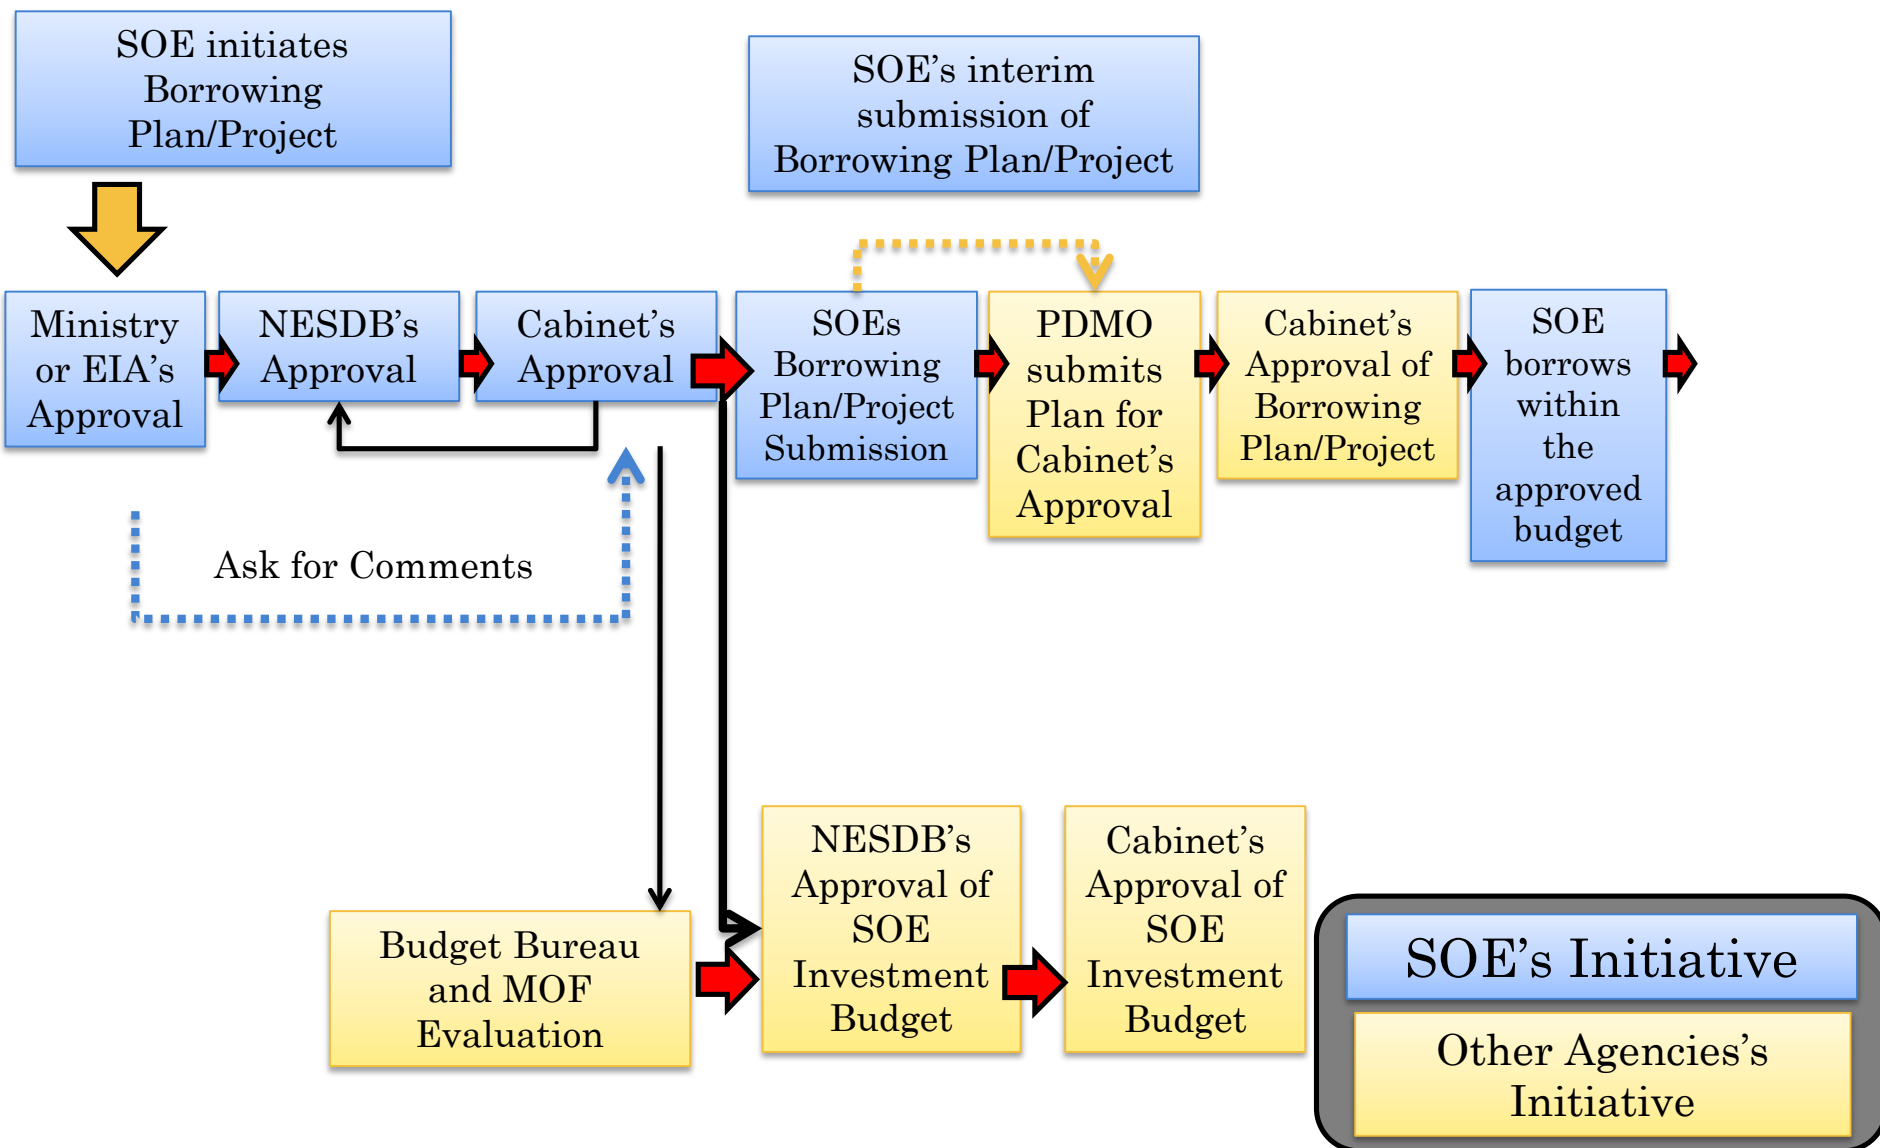 SOE initiates
Borrowing
Plan/Project
SOE's interim
submission of
Borrowing Plan/Project
Ministry
or EIA's
Approval
NESDB's
Approval
Cabinet's
Approval
SOEs
Borrowing
Plan/Project
Submission
PDMO
submits
Plan for
Cabinet's
Approval
Cabinet's
Approval of
Borrowing
Plan/Project
SOE
borrows
within
the
approved
budget
Ask for Comments
Budget Bureau
and MOF
Evaluation
NESDB's
Approval of
SOE
Investment
Budget
Cabinet's
Approval of
SOE
Investment
Budget
SOE's Initiative
Other Agencies's
Initiative